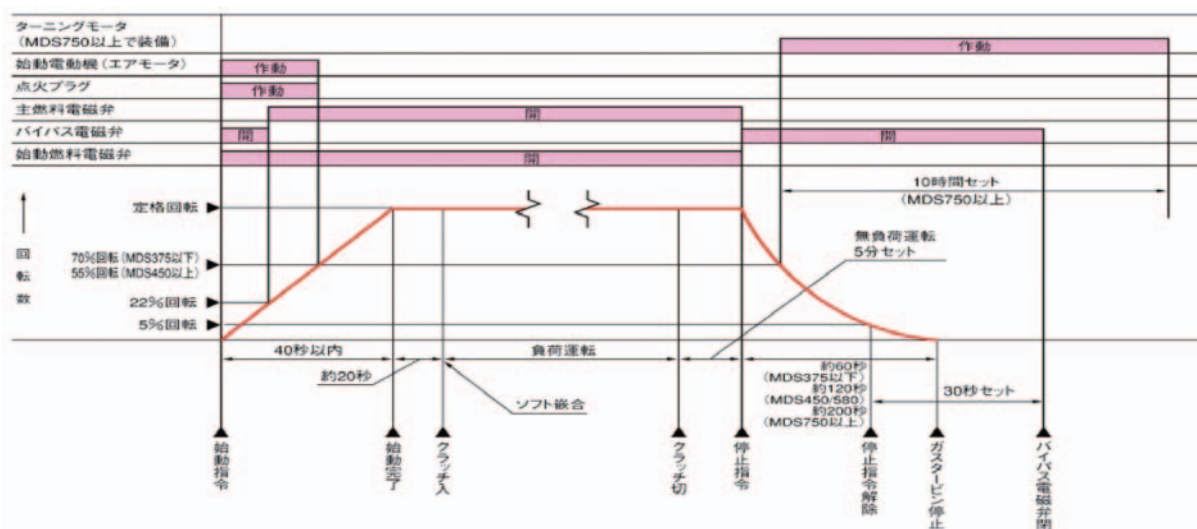 ターニングモータ
(MDS750以上で装備)
作動
始動電動機(エアモータ)
作動
点火プラグ
作動
主燃料電磁弁
開
バイパス電磁弁
開
開
始動燃料電磁弁
開
10時間セット
(MDS750以上)
定格回転
無負荷運転
5分セット
回転数
70%回転(MDS375以下)
55%回転(MDS450以上)
22%回転
5%回転
40秒以内
負荷運転
約20秒
ソフト嵌合
約60秒
(MDS375以下)
約120秒
(MDS450/580)
約200秒
(MDS750以上)
30秒セット
始動指令
始動完了
クラッチ入
クラッチ切
停止指令
停止指令解除
ガスタービン停止
バイパス電磁弁閉